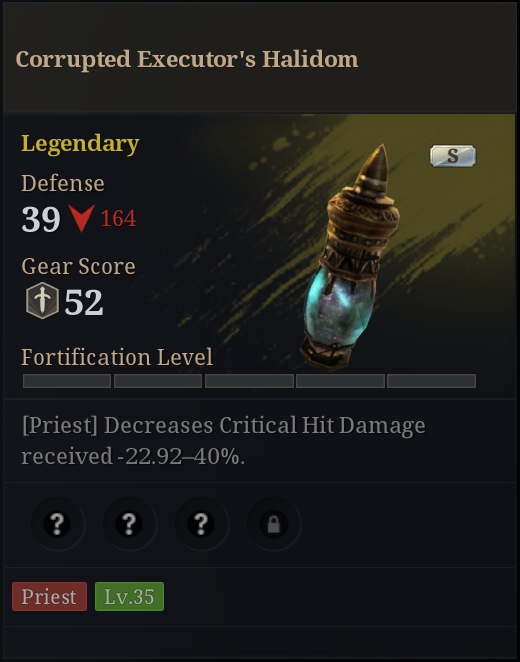 Corrupted Executor's Halidom
Legendary
S
Defense
39 164
Gear Score
52
Fortification Level
[Priest] Decreases Critical Hit Damage
received -22.92–40%.
? ? ?
Priest Lv.35